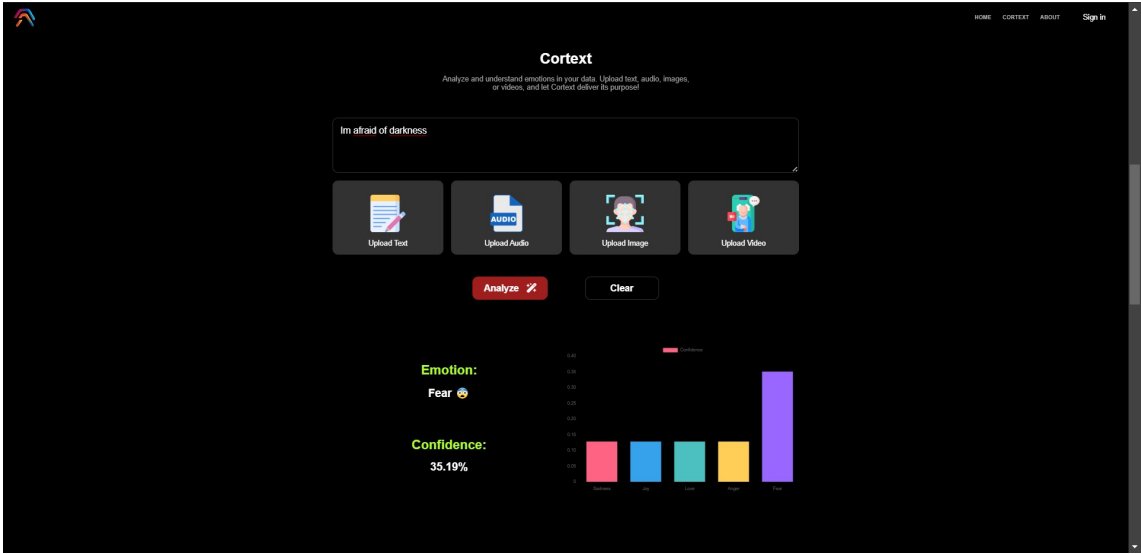 HOME CORTEXT ABOUT Sign in
Cortext
Analyze and understand emotions in your data. Upload text, audio, images,
or videos, and let Cortext deliver its purpose!
Im afraid of darkness
AUDIO
Upload Text Upload Audio Upload Image Upload Video
Analyze Clear
Emotion:
Fear
Confidence:
35.19%
Confidence
0.40
0.35
0.30
0.25
0.20
0.15
0.10
0.05
0
Sadness Joy Love Anger Fear